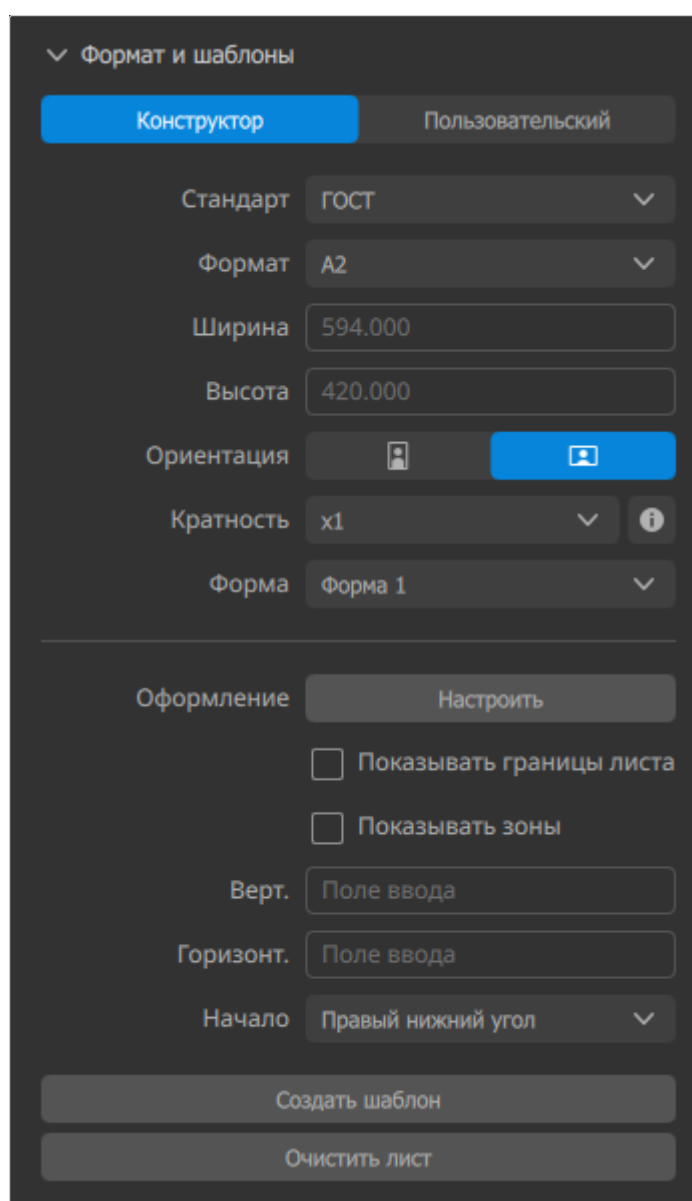 Формат и шаблоны
Конструктор Пользовательский
Стандарт ГОСТ
Формат A2
Ширина 594.000
Высота 420.000
Ориентация
Кратность x1
Форма Форма 1
Оформление Настроить
Показывать границы листа
Показывать зоны
Верт. Поле ввода
Горизонт. Поле ввода
Начало Правый нижний угол
Создать шаблон
Очистить лист